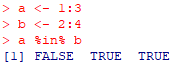 > a <- 1:3
> b <- 2:4
> a %in% b
[1] FALSE  TRUE  TRUE